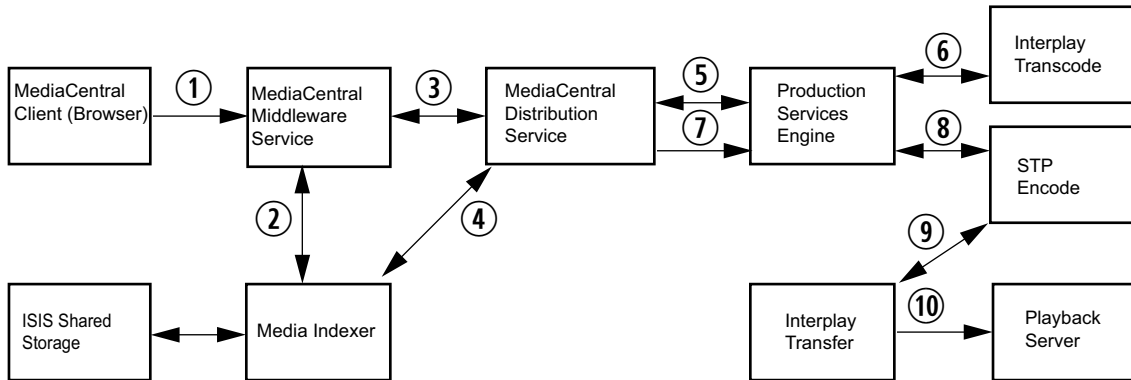 MediaCentral
Client (Browser)
①
MediaCentral
Middleware
Service
③
MediaCentral
Distribution
Service
⑤
⑦
Production
Services
Engine
⑥
Interplay
Transcode
⑧
STP
Encode
②
④
⑨
ISIS Shared
Storage
Media Indexer
Interplay
Transfer
⑩
Playback
Server